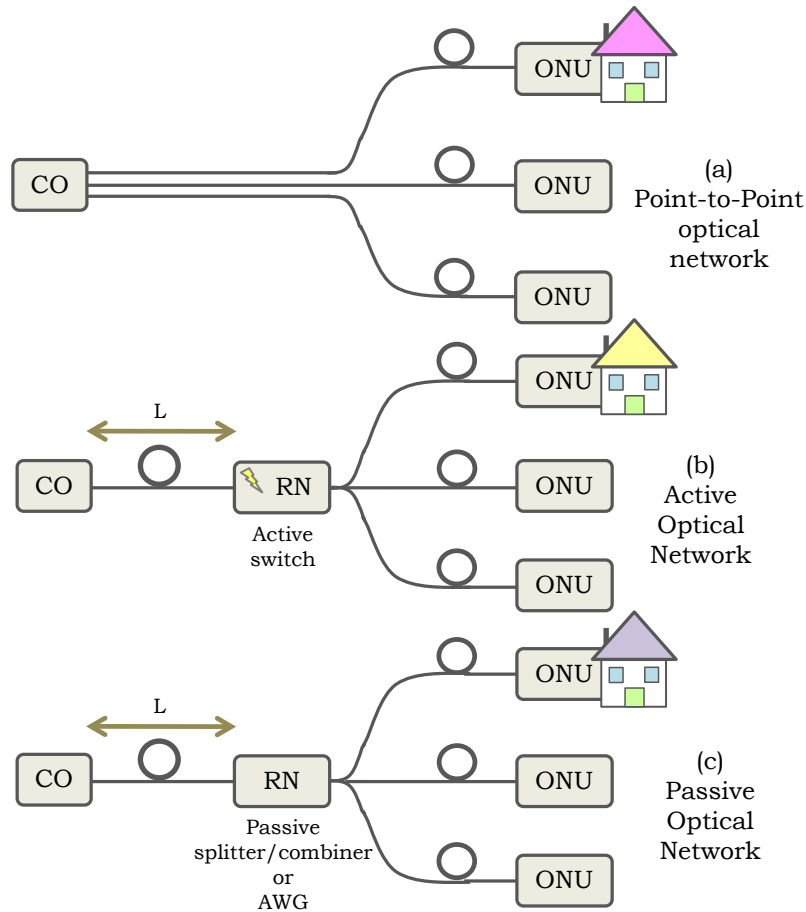 ONU
CO
ONU
(a)
Point-to-Point
optical
network
ONU
ONU
L
CO
RN
Active
switch
ONU
(b)
Active
Optical
Network
ONU
ONU
L
CO
RN
Passive
splitter/combiner
or
AWG
ONU
(c)
Passive
Optical
Network
ONU